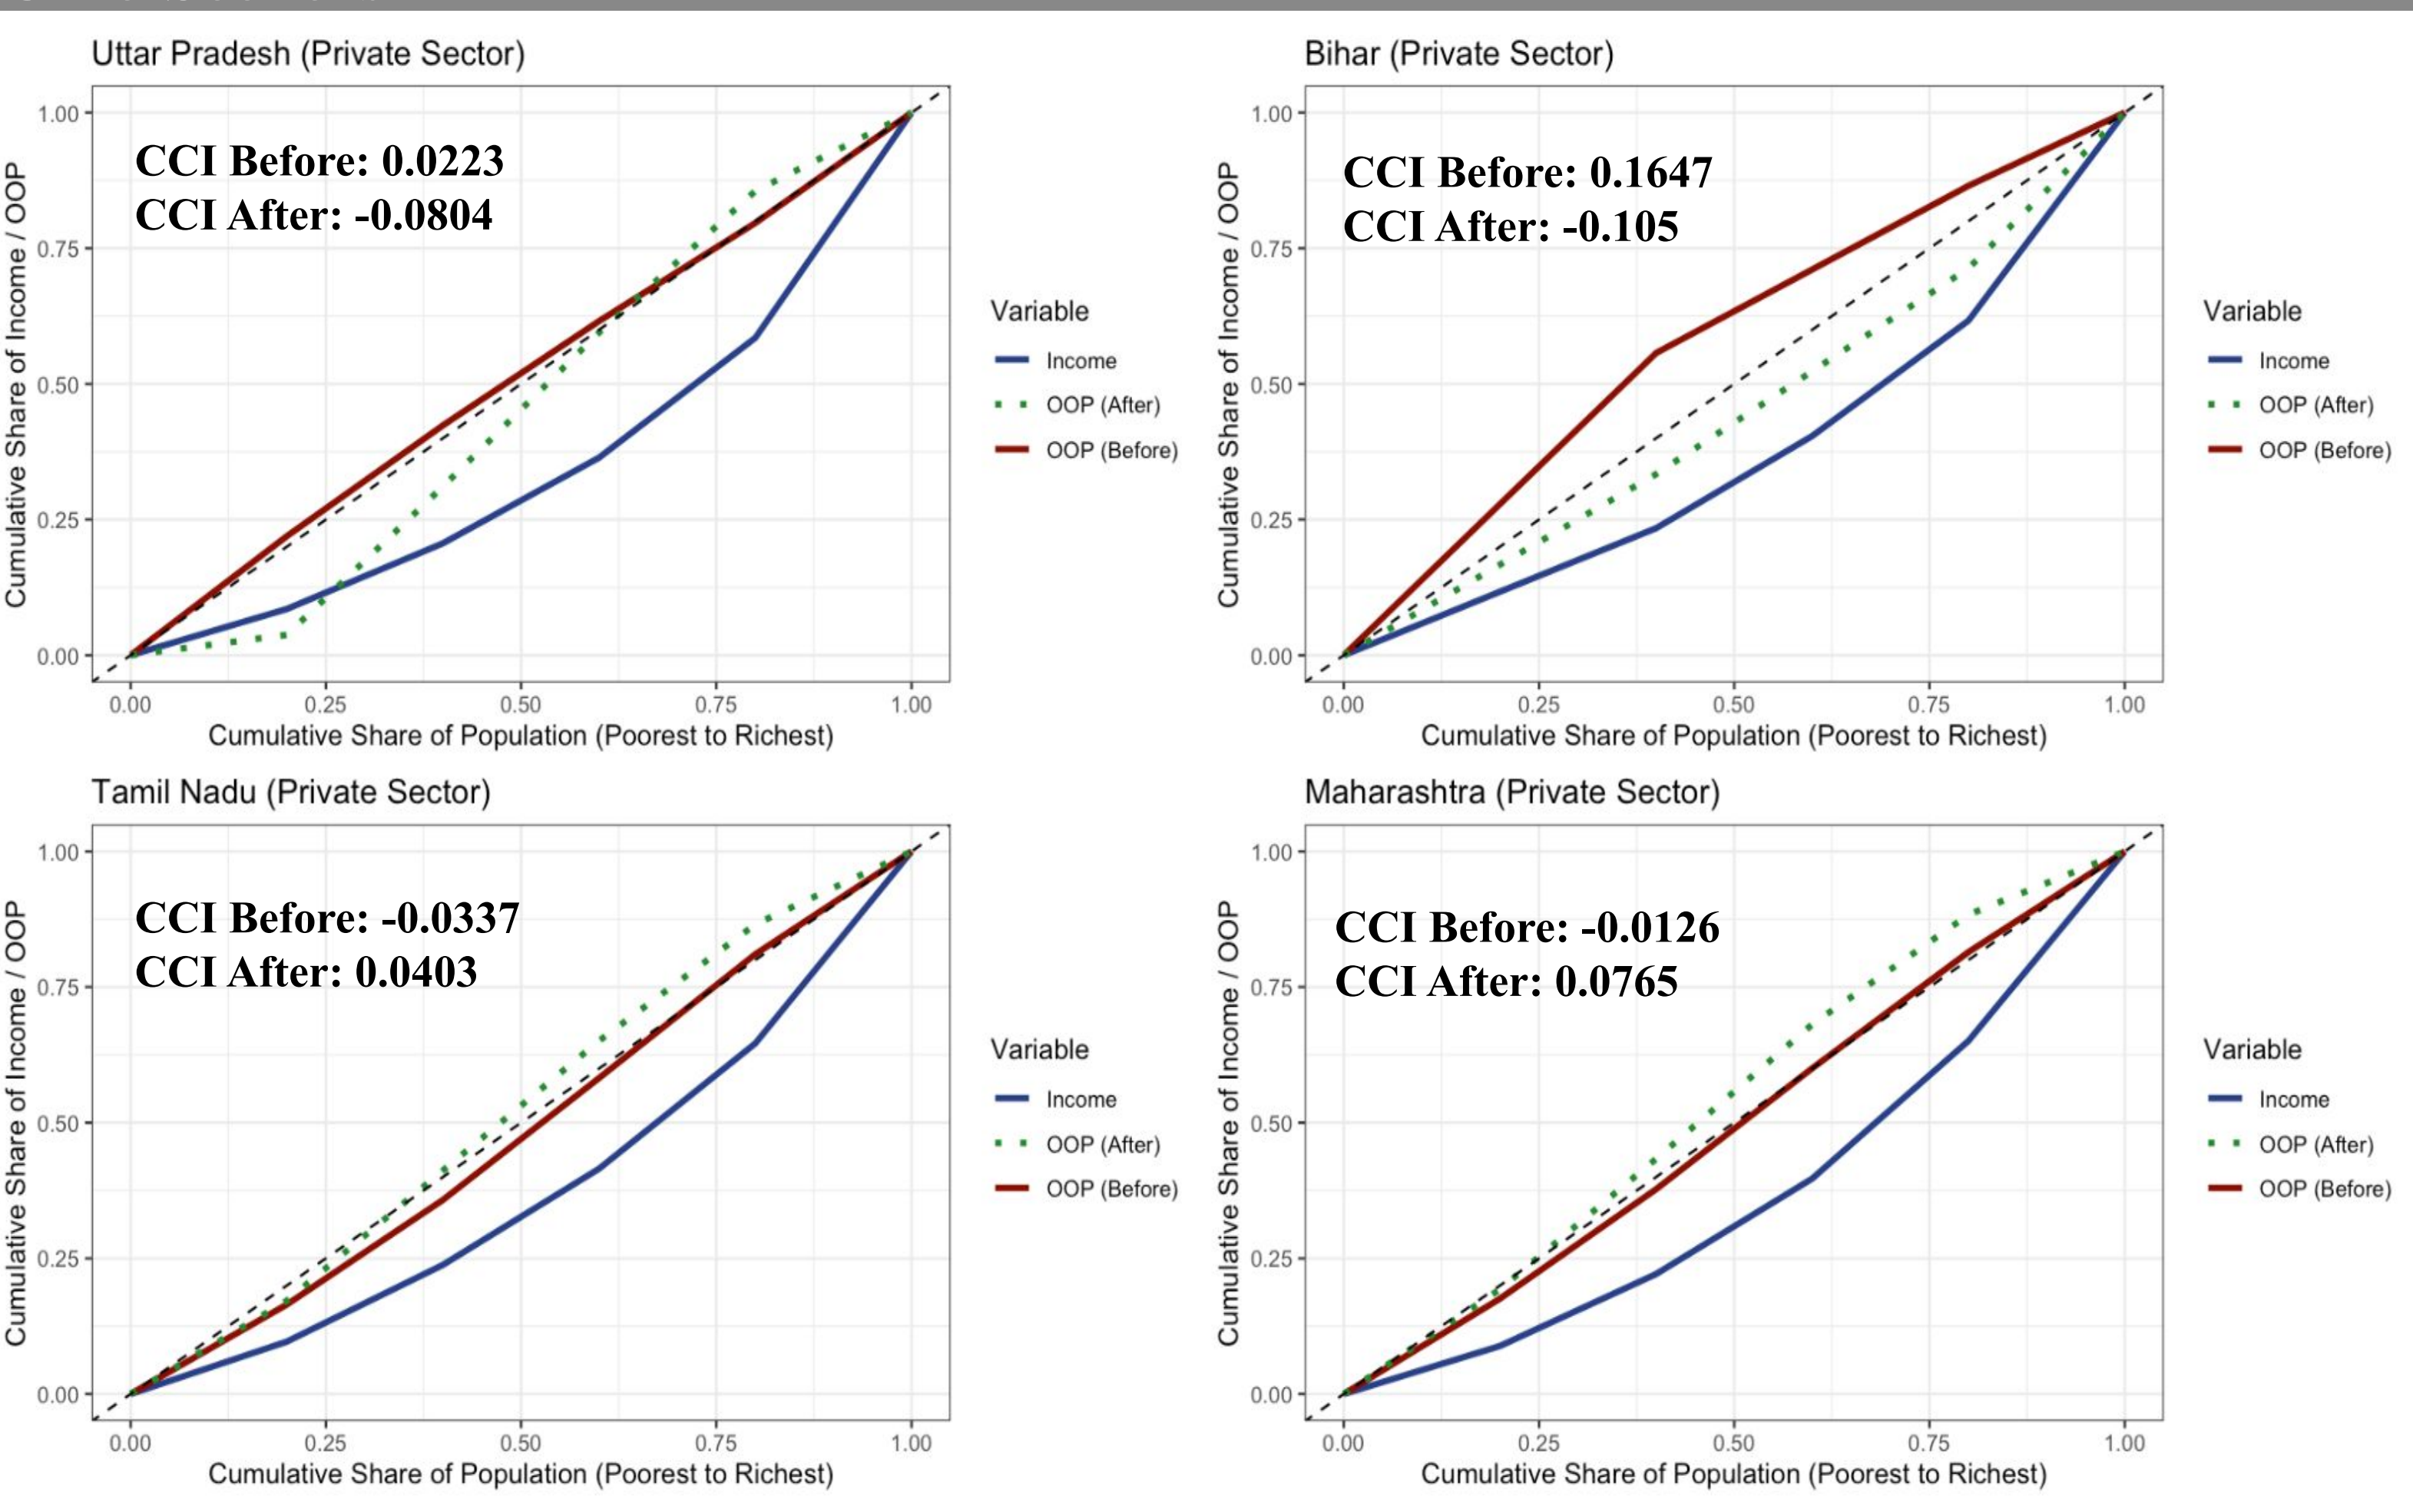 Uttar Pradesh (Private Sector)
CCI Before: 0.0223
CCI After: -0.0804
Cumulative Share of Income / OOP
1.00
0.75
0.50
0.25
0.00
0.00 0.25 0.50 0.75 1.00
Cumulative Share of Population (Poorest to Richest)
Variable
Income
OOP (After)
OOP (Before)
Bihar (Private Sector)
CCI Before: 0.1647
CCI After: -0.105
Cumulative Share of Income / OOP
1.00
0.75
0.50
0.25
0.00
0.00 0.25 0.50 0.75 1.00
Cumulative Share of Population (Poorest to Richest)
Variable
Income
OOP (After)
OOP (Before)
Tamil Nadu (Private Sector)
CCI Before: -0.0337
CCI After: 0.0403
Cumulative Share of Income / OOP
1.00
0.75
0.50
0.25
0.00
0.00 0.25 0.50 0.75 1.00
Cumulative Share of Population (Poorest to Richest)
Variable
Income
OOP (After)
OOP (Before)
Maharashtra (Private Sector)
CCI Before: -0.0126
CCI After: 0.0765
Cumulative Share of Income / OOP
1.00
0.75
0.50
0.25
0.00
0.00 0.25 0.50 0.75 1.00
Cumulative Share of Population (Poorest to Richest)
Variable
Income
OOP (After)
OOP (Before)